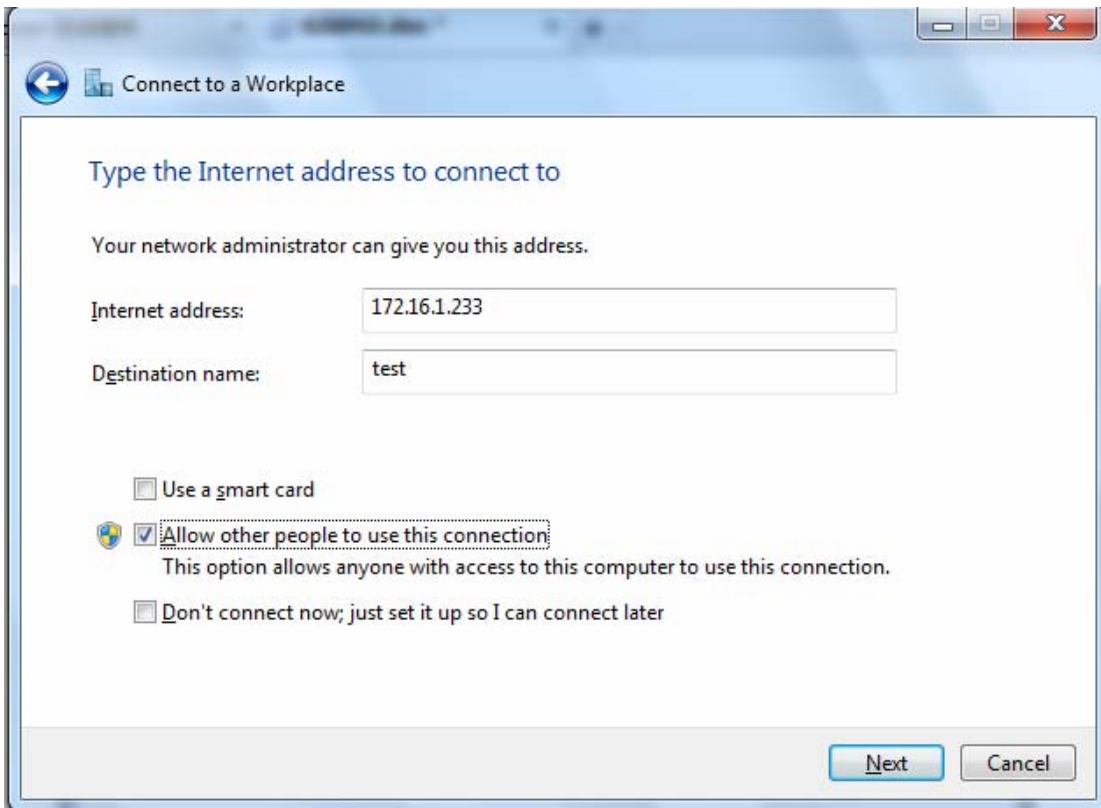 Connect to a Workplace
Type the Internet address to connect to
Your network administrator can give you this address.
Internet address:
172.16.1.233
Destination name:
test
Use a smart card
Allow other people to use this connection
This option allows anyone with access to this computer to use this connection.
Don't connect now; just set it up so I can connect later
Next
Cancel